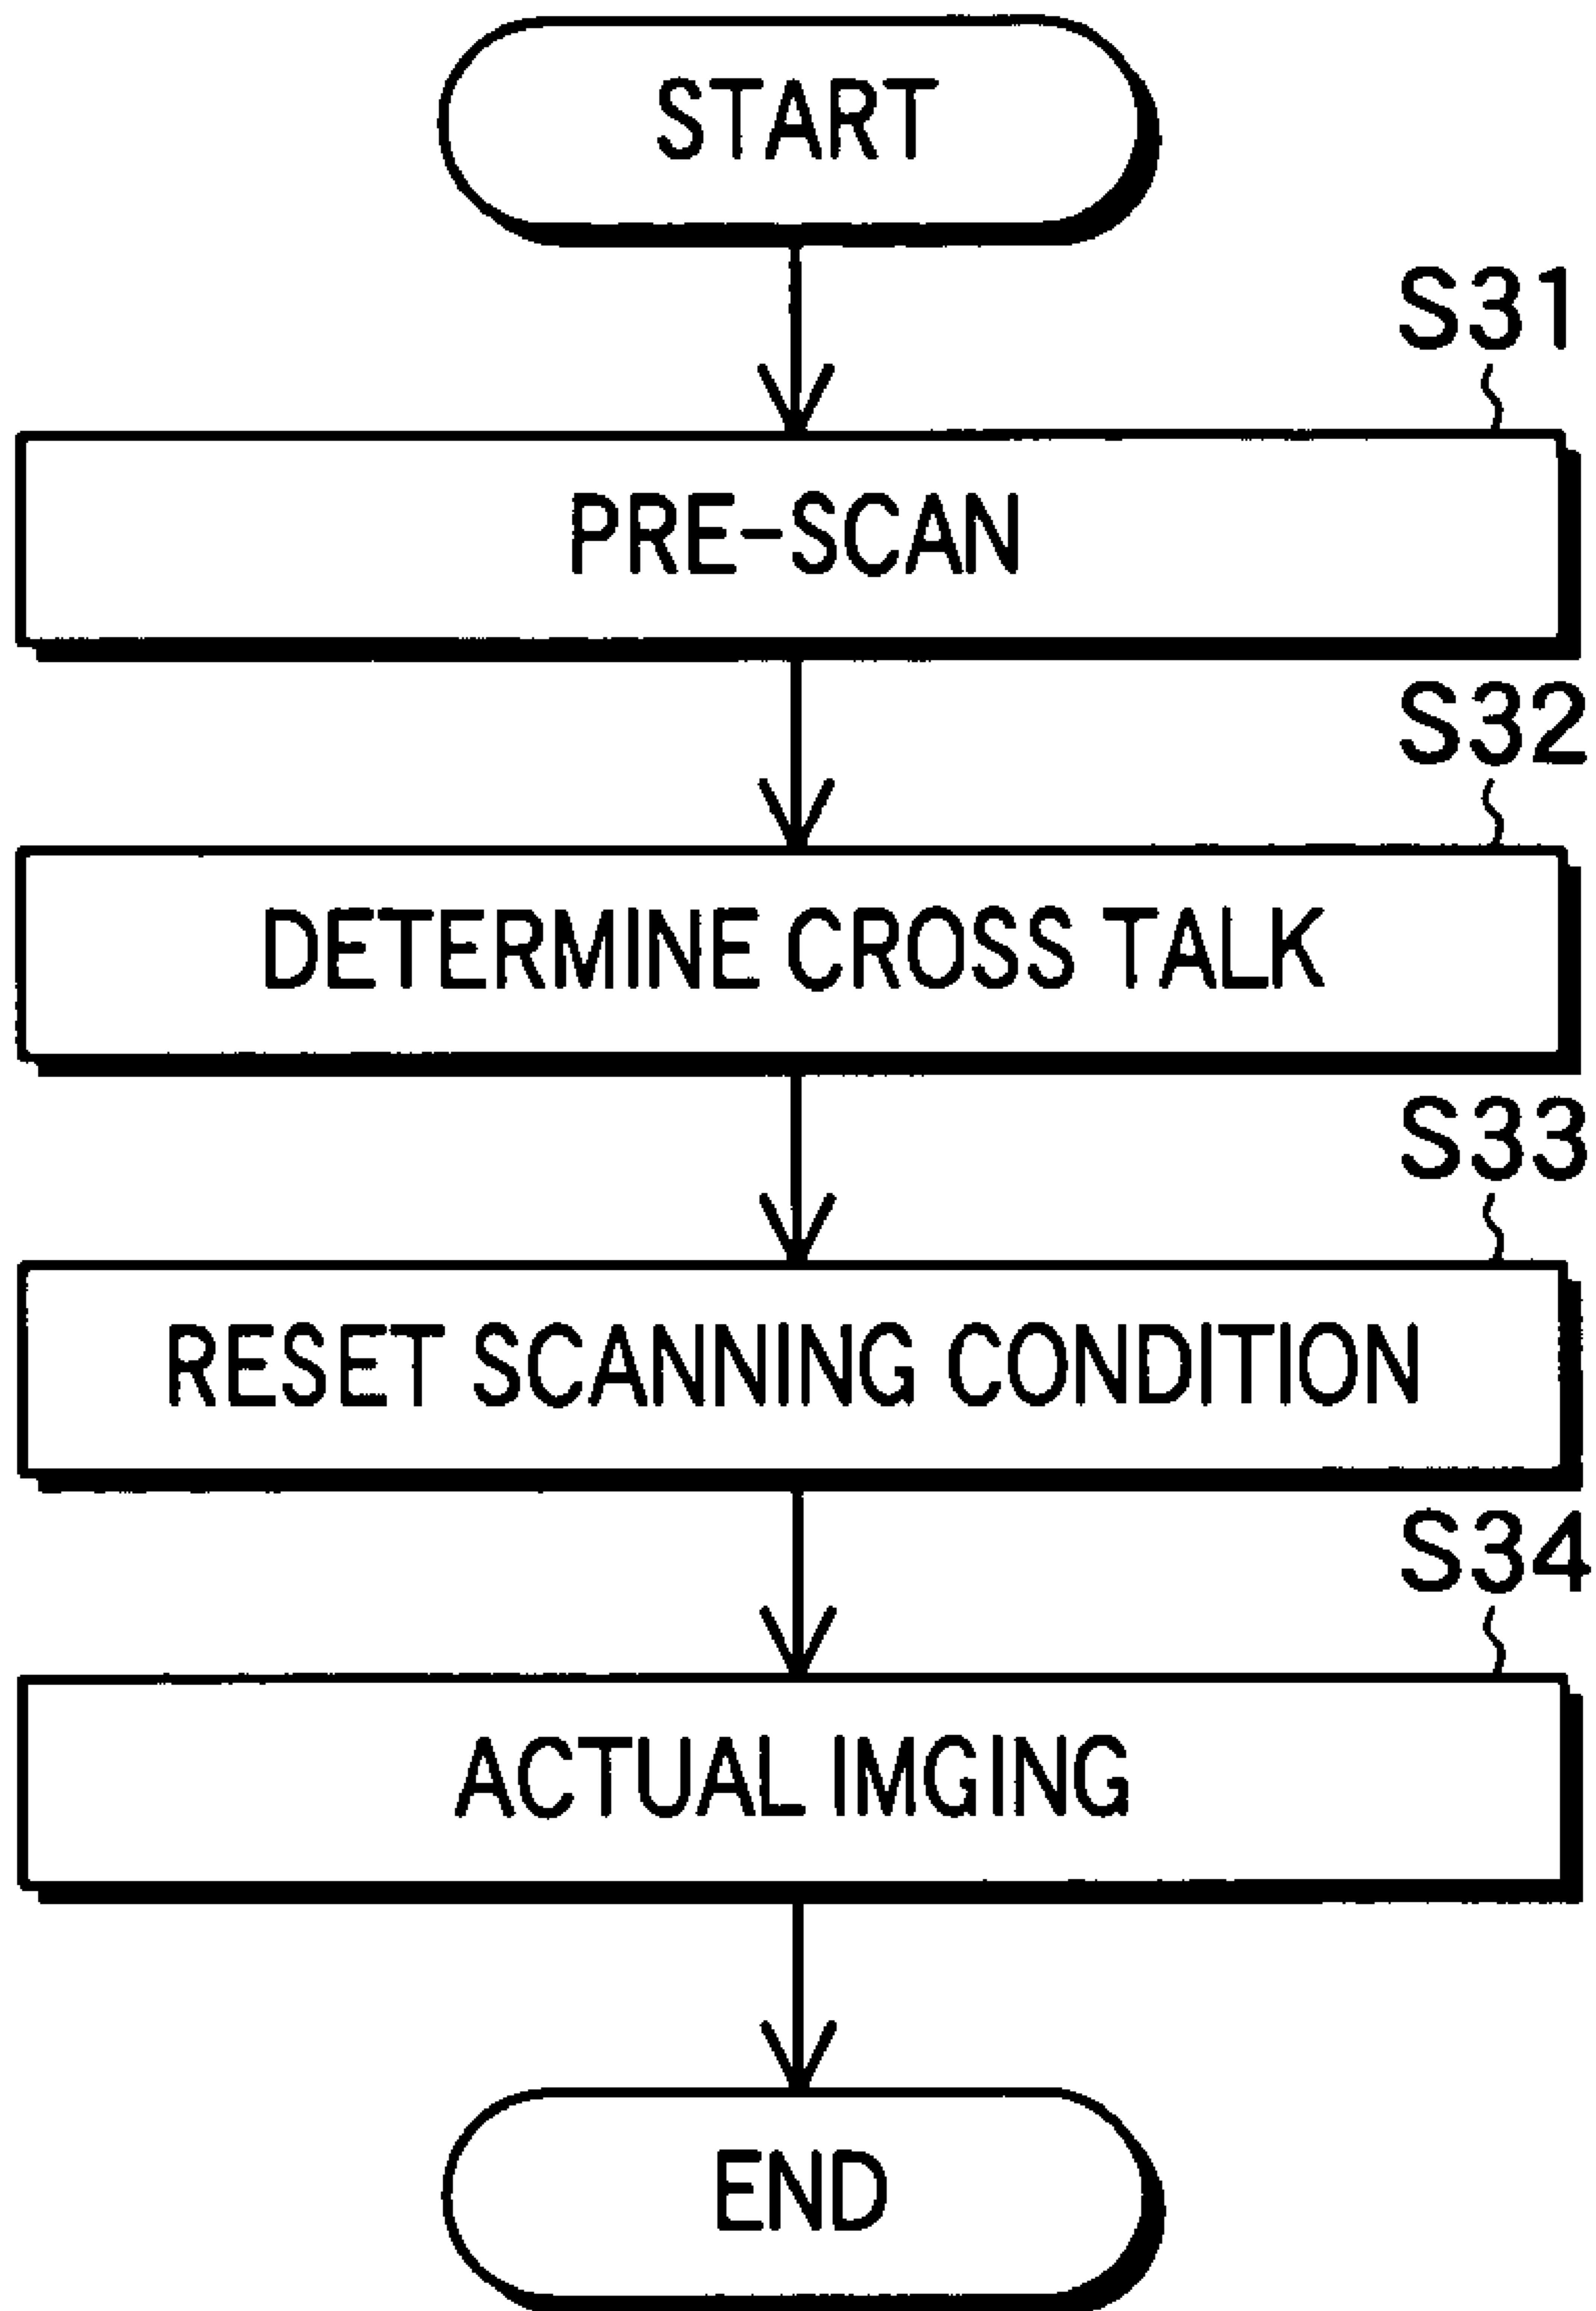 START
S31
PRE-SCAN
S32
DETERMINE CROSS TALK
S33
RESET SCANNING CONDITION
S34
ACTUAL IMGING
END